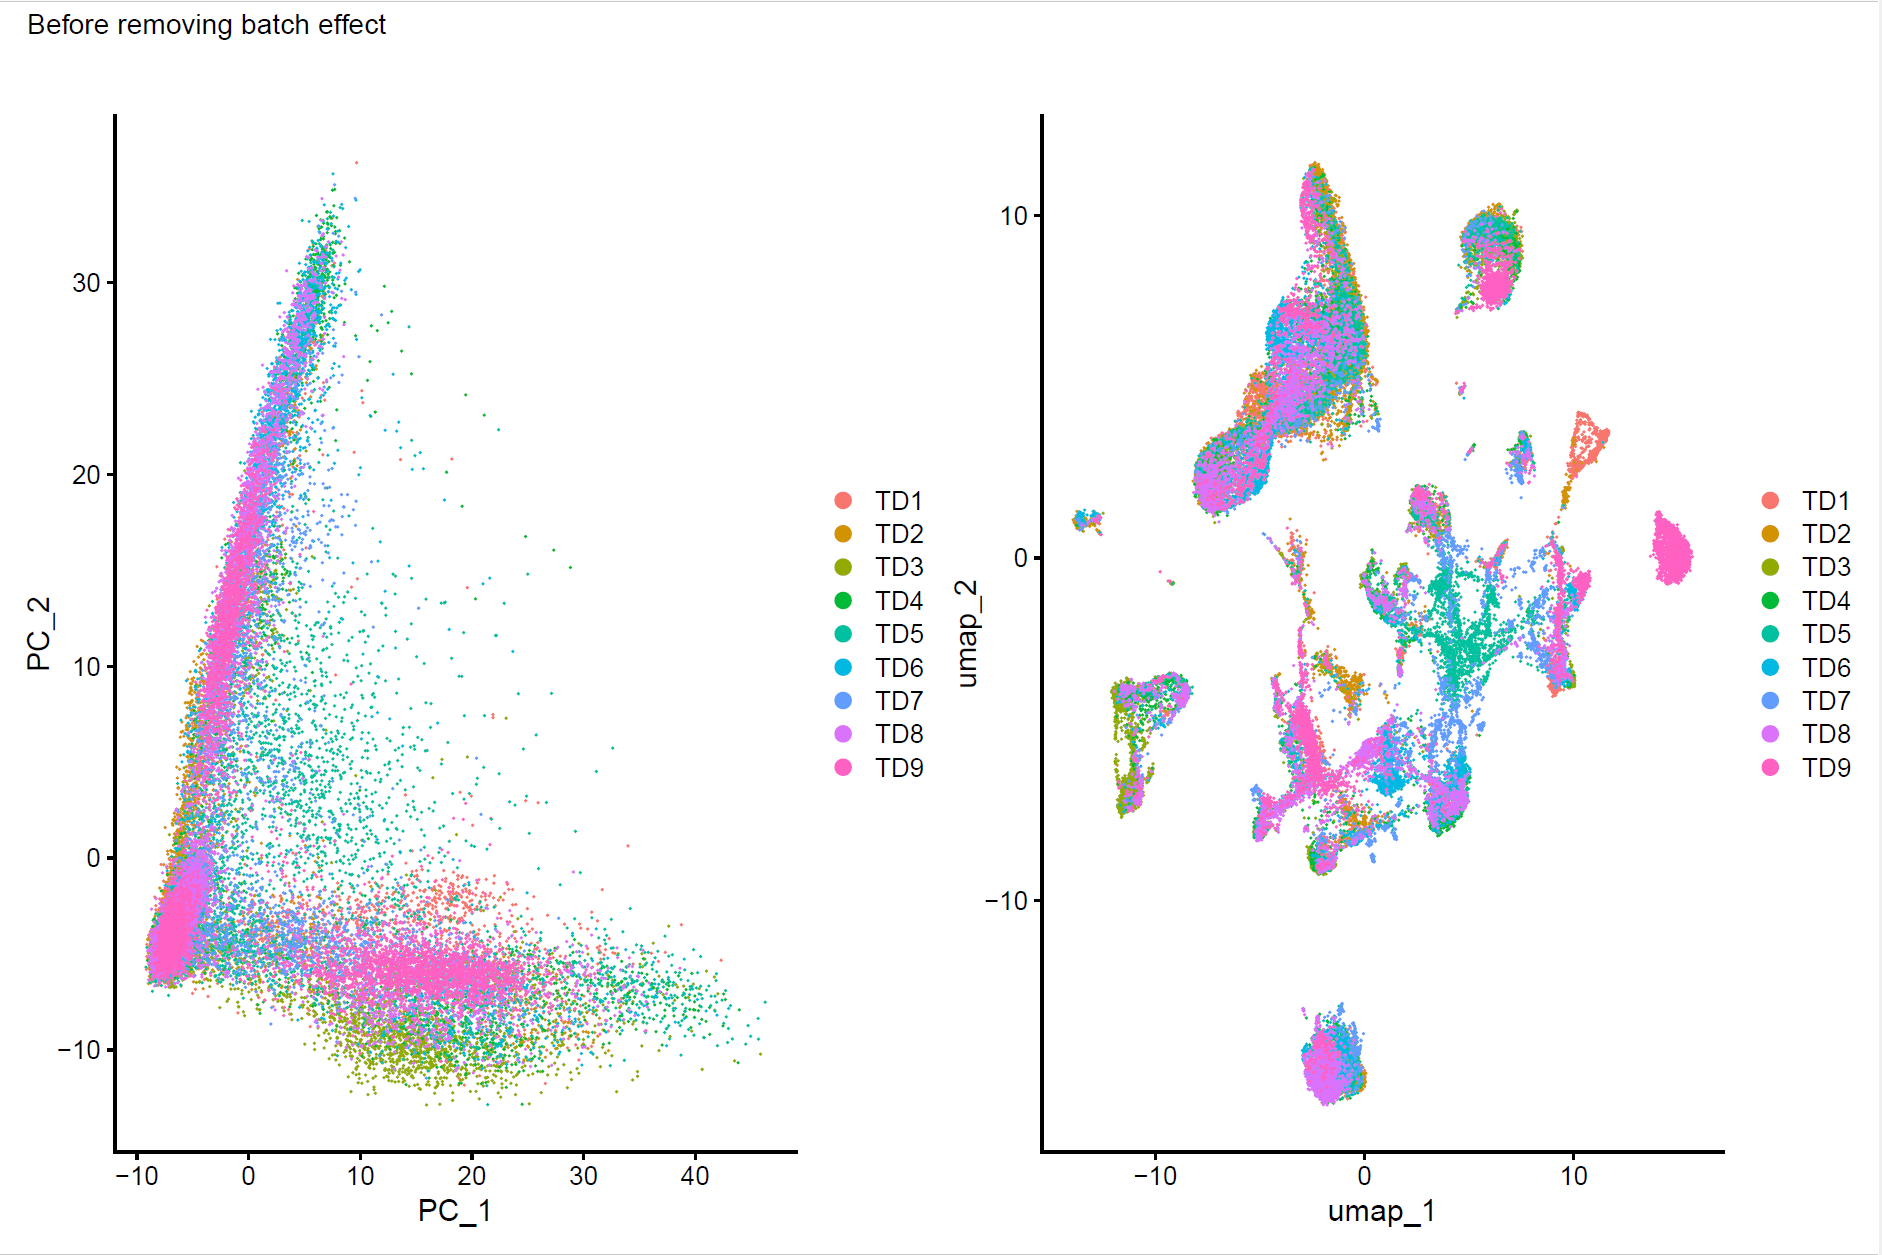 Before removing batch effect
PC_2
30
20
10
0
−10
−10 0 10 20 30 40
PC_1
TD1
TD2
TD3
TD4
TD5
TD6
TD7
TD8
TD9
umap_2
10
0
−10
−10 0 10
umap_1
TD1
TD2
TD3
TD4
TD5
TD6
TD7
TD8
TD9